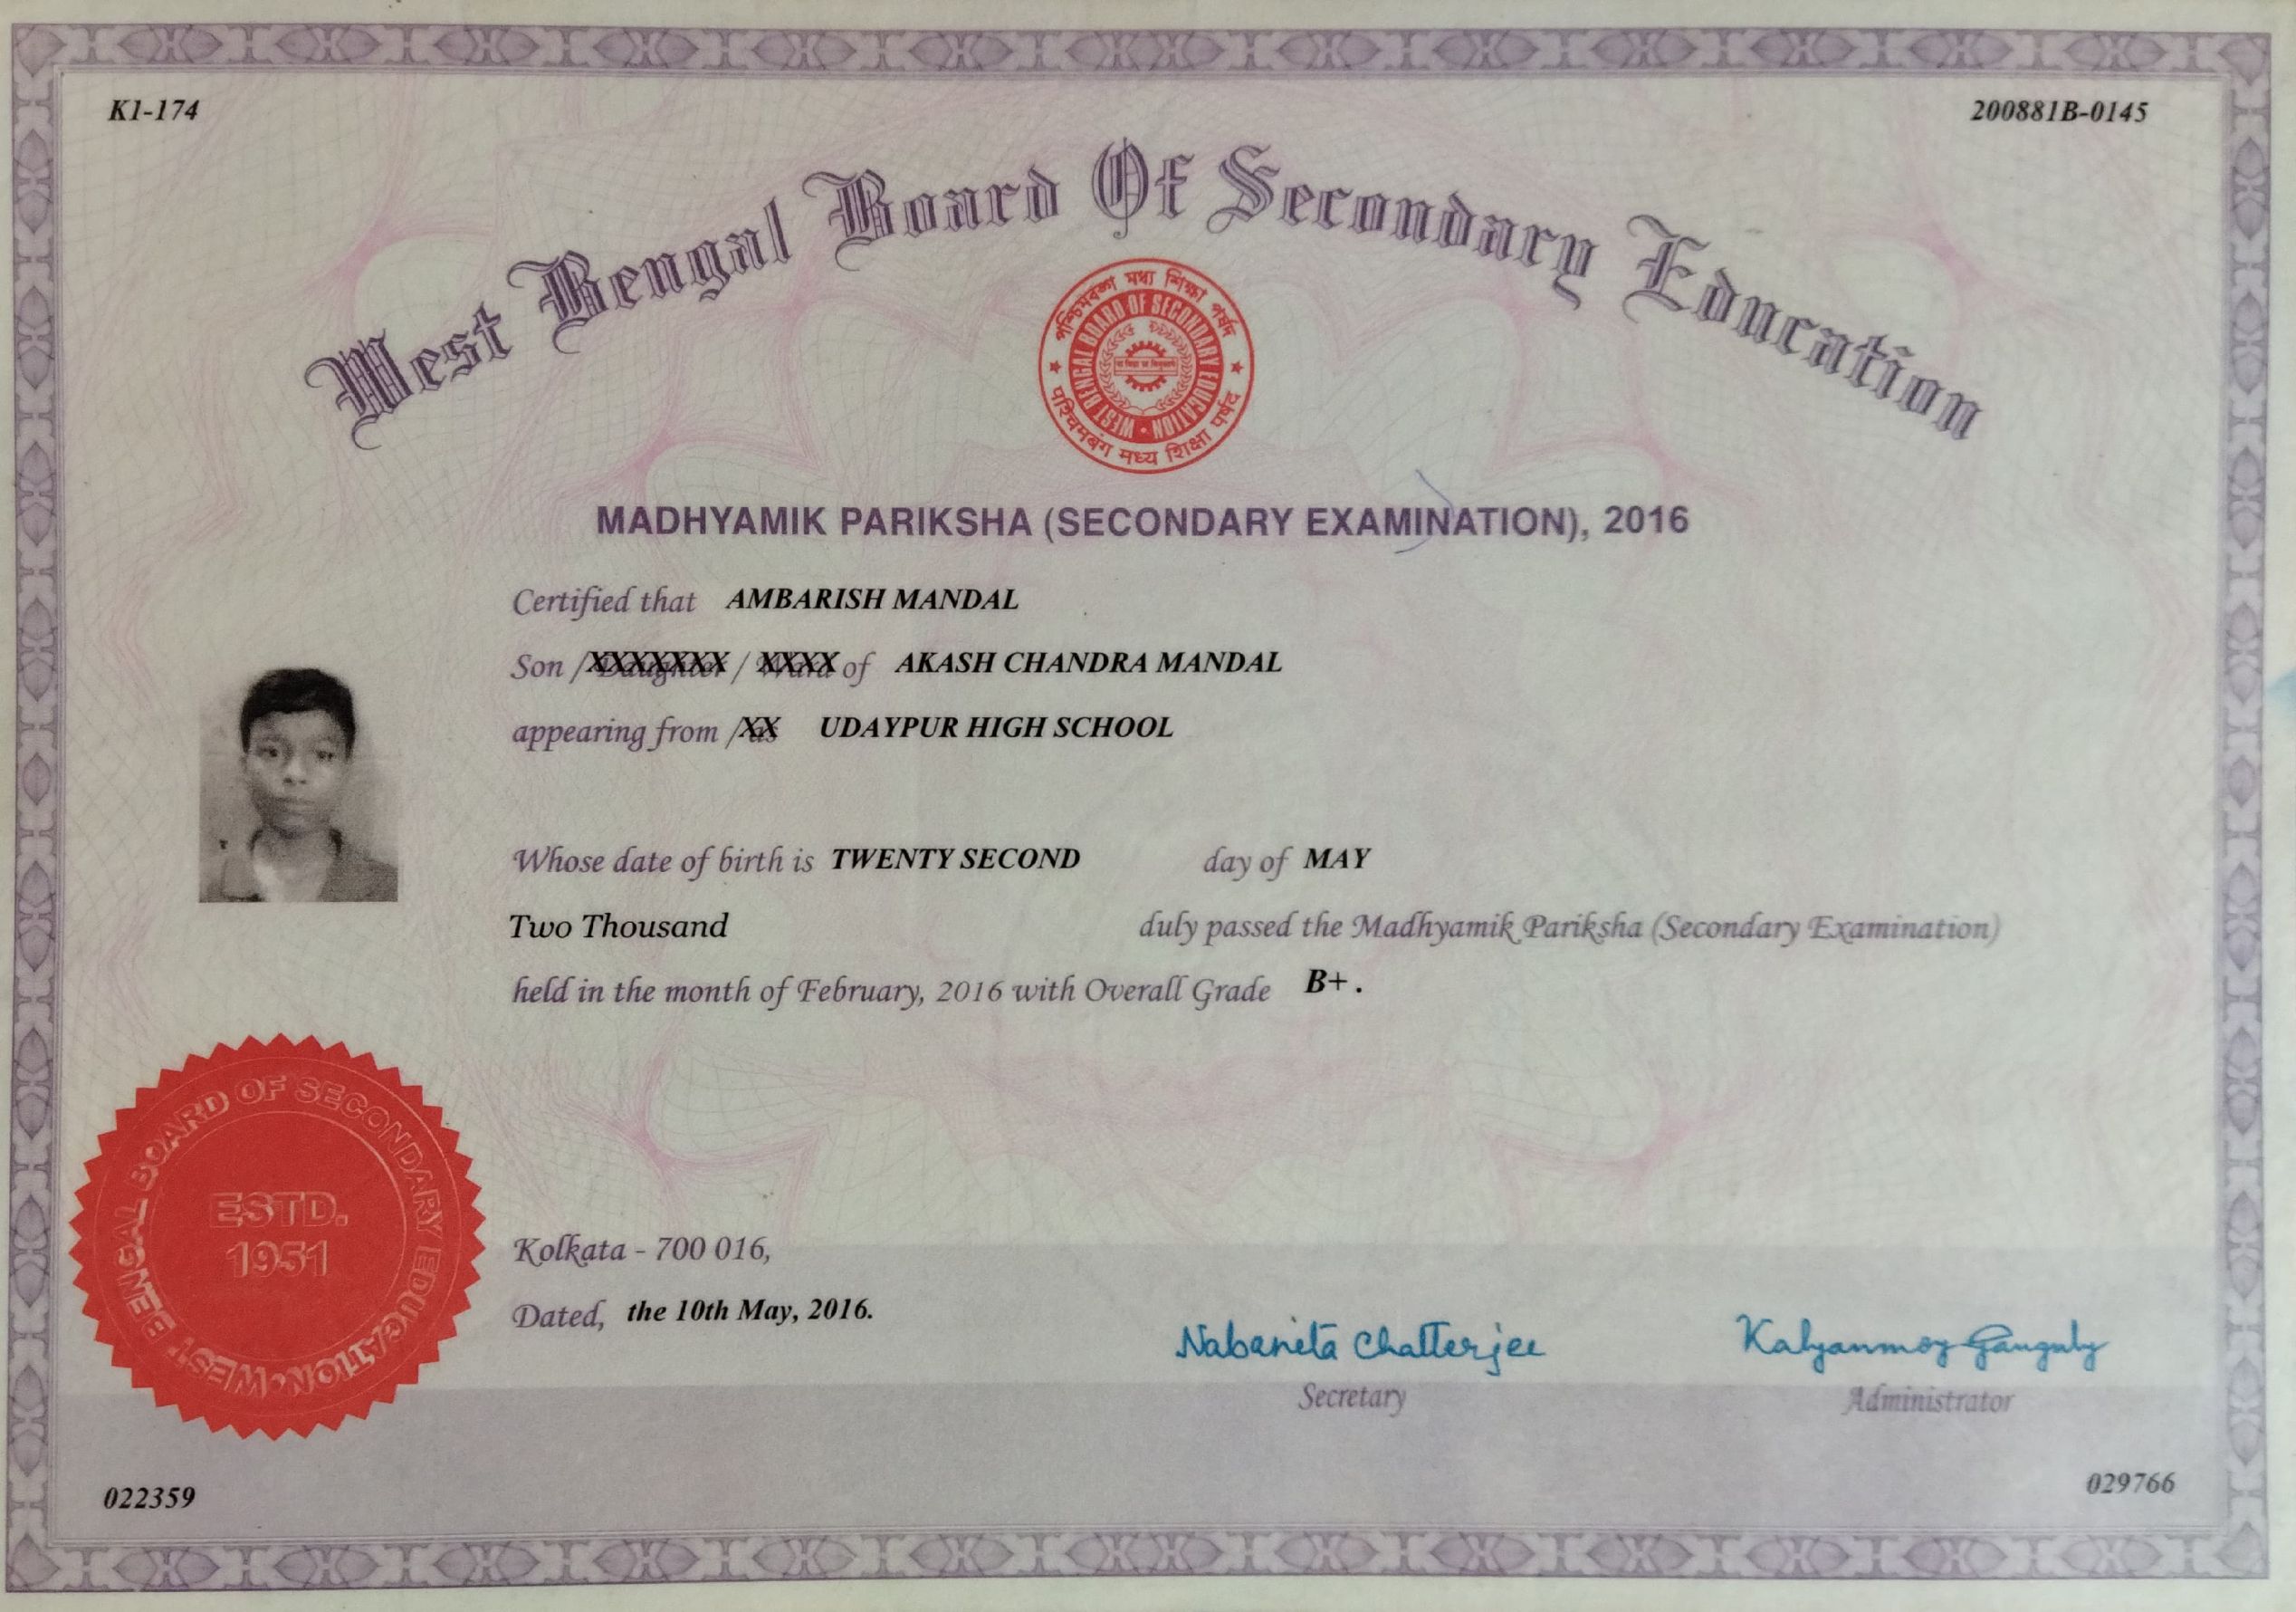 K1-174
200881B-0145
West Bengal Board Of Secondary Education
পশ্চিমবঙ্গ মধ্য শিক্ষা পর্ষদ
WEST BENGAL BOARD OF SECONDARY EDUCATION
पश्चिमबंग मध्य शिक्षा पर्षद
MADHYAMIK PARIKSHA (SECONDARY EXAMINATION), 2016
Certified that AMBARISH MANDAL
Son / XXXXXXX / XXXX of AKASH CHANDRA MANDAL
appearing from / XX UDAYPUR HIGH SCHOOL
Whose date of birth is TWENTY SECOND day of MAY
Two Thousand duly passed the Madhyamik Pariksha (Secondary Examination)
held in the month of February, 2016 with Overall Grade B+ .
WEST BENGAL BOARD OF SECONDARY EDUCATION
ESTD.
1951
Kolkata - 700 016,
Dated, the 10th May, 2016.
Nabaneeta Chatterjee
Secretary
Kalyanmoy Ganguly
Administrator
022359
029766